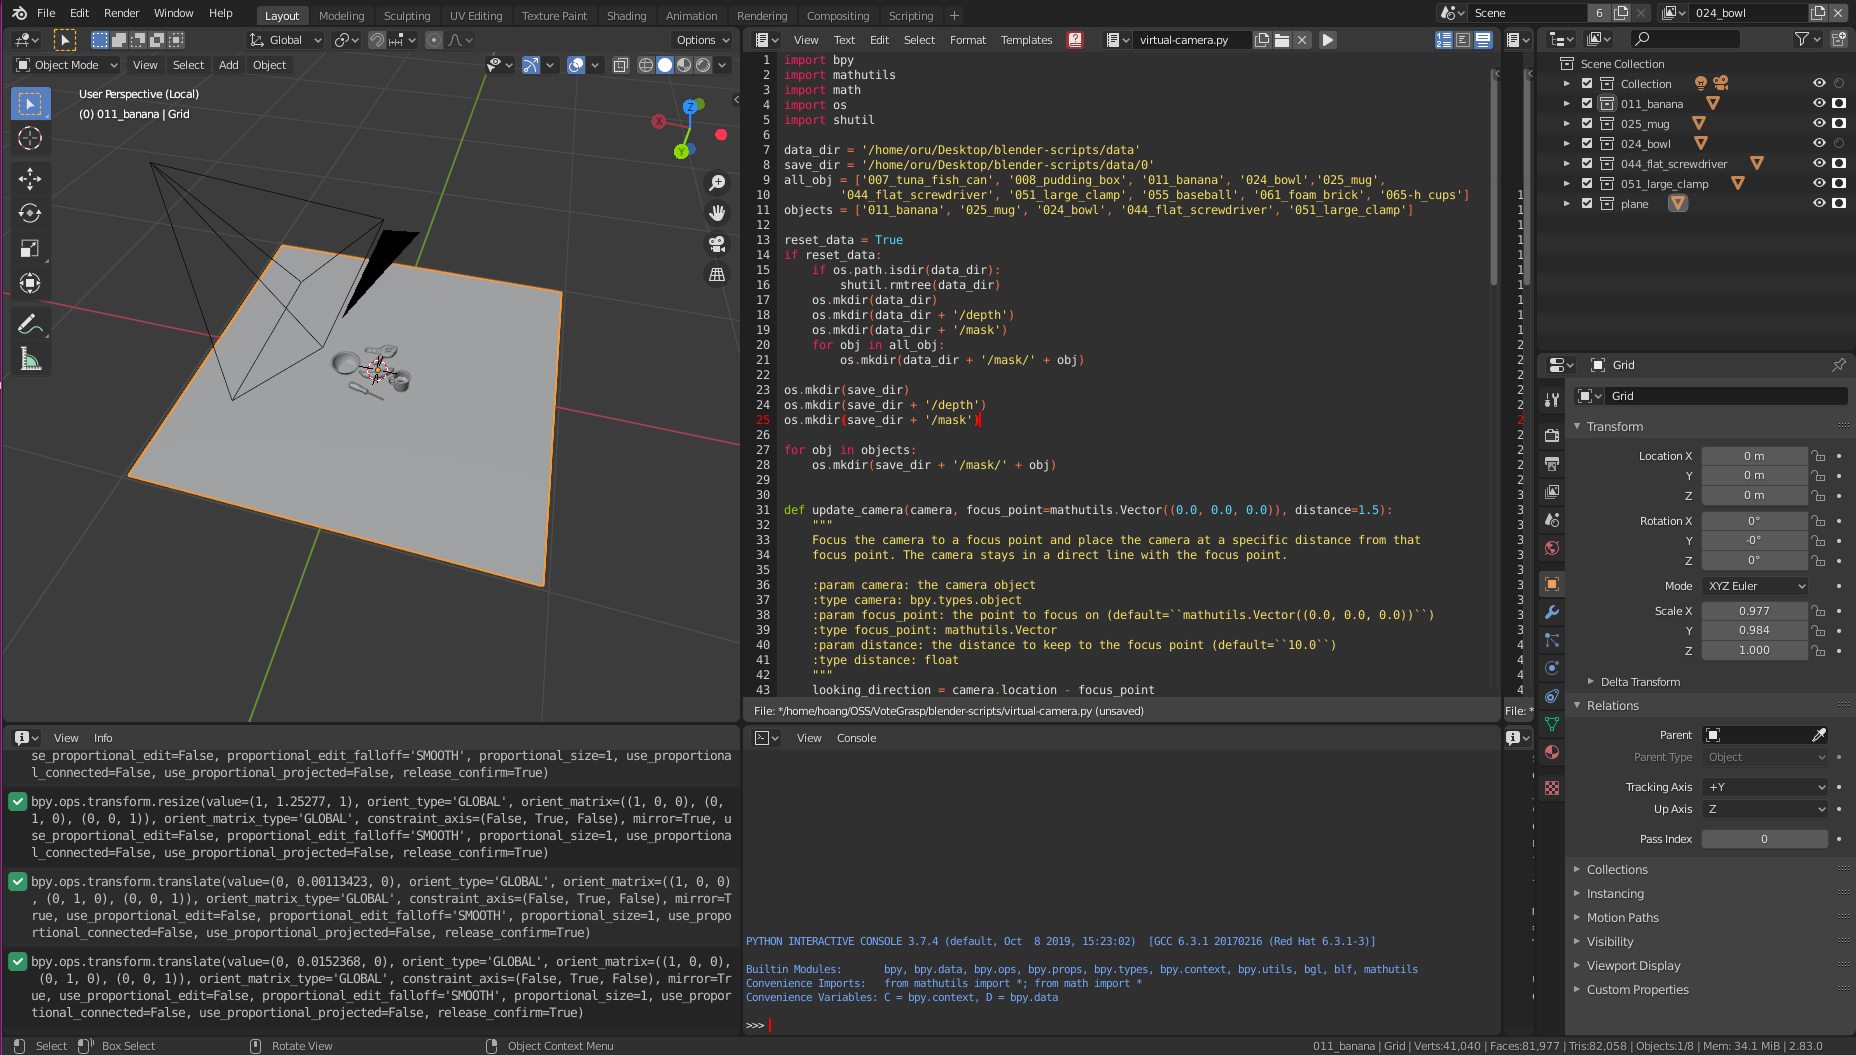 File Edit Render Window Help Layout Modeling Sculpting UV Editing Texture Paint Shading Animation Rendering Compositing Scripting + Scene 6 024_bowl
Global Options
Object Mode View Select Add Object
User Perspective (Local)
(0) 011_banana | Grid
Z
X
Y
View Text Edit Select Format Templates virtual-camera.py
1 import bpy
2 import mathutils
3 import math
4 import os
5 import shutil
6
7 data_dir = '/home/oru/Desktop/blender-scripts/data'
8 save_dir = '/home/oru/Desktop/blender-scripts/data/0'
9 all_obj = ['007_tuna_fish_can', '008_pudding_box', '011_banana', '024_bowl','025_mug',
10 '044_flat_screwdriver', '051_large_clamp', '055_baseball', '061_foam_brick', '065-h_cups']
11 objects = ['011_banana', '025_mug', '024_bowl', '044_flat_screwdriver', '051_large_clamp']
12
13 reset_data = True
14 if reset_data:
15 if os.path.isdir(data_dir):
16 shutil.rmtree(data_dir)
17 os.mkdir(data_dir)
18 os.mkdir(data_dir + '/depth')
19 os.mkdir(data_dir + '/mask')
20 for obj in all_obj:
21 os.mkdir(data_dir + '/mask/' + obj)
22
23 os.mkdir(save_dir)
24 os.mkdir(save_dir + '/depth')
25 os.mkdir(save_dir + '/mask')
26
27 for obj in objects:
28 os.mkdir(save_dir + '/mask/' + obj)
29
30
31 def update_camera(camera, focus_point=mathutils.Vector((0.0, 0.0, 0.0)), distance=1.5):
32 """
33 Focus the camera to a focus point and place the camera at a specific distance from that
34 focus point. The camera stays in a direct line with the focus point.
35
36 :param camera: the camera object
37 :type camera: bpy.types.object
38 :param focus_point: the point to focus on (default=``mathutils.Vector((0.0, 0.0, 0.0))``)
39 :type focus_point: mathutils.Vector
40 :param distance: the distance to keep to the focus point (default=``10.0``)
41 :type distance: float
42 """
43 looking_direction = camera.location - focus_point
File: */home/hoang/OSS/VoteGrasp/blender-scripts/virtual-camera.py (unsaved)
File: *
Scene Collection
Collection
011_banana
025_mug
024_bowl
044_flat_screwdriver
051_large_clamp
plane
Grid
Grid
Transform
Location X 0 m
Y 0 m
Z 0 m
Rotation X 0°
Y -0°
Z 0°
Mode XYZ Euler
Scale X 0.977
Y 0.984
Z 1.000
Delta Transform
Relations
Parent
Parent Type Object
Tracking Axis +Y
Up Axis Z
Pass Index 0
Collections
Instancing
Motion Paths
Visibility
Viewport Display
Custom Properties
View Info
se_proportional_edit=False, proportional_edit_falloff='SMOOTH', proportional_size=1, use_proportiona
l_connected=False, use_proportional_projected=False, release_confirm=True)
bpy.ops.transform.resize(value=(1, 1.25277, 1), orient_type='GLOBAL', orient_matrix=((1, 0, 0), (0,
1, 0), (0, 0, 1)), orient_matrix_type='GLOBAL', constraint_axis=(False, True, False), mirror=True, u
se_proportional_edit=False, proportional_edit_falloff='SMOOTH', proportional_size=1, use_proportiona
l_connected=False, use_proportional_projected=False, release_confirm=True)
bpy.ops.transform.translate(value=(0, 0.00113423, 0), orient_type='GLOBAL', orient_matrix=((1, 0, 0)
, (0, 1, 0), (0, 0, 1)), orient_matrix_type='GLOBAL', constraint_axis=(False, True, False), mirror=T
rue, use_proportional_edit=False, proportional_edit_falloff='SMOOTH', proportional_size=1, use_propo
rtional_connected=False, use_proportional_projected=False, release_confirm=True)
bpy.ops.transform.translate(value=(0, 0.0152368, 0), orient_type='GLOBAL', orient_matrix=((1, 0, 0),
(0, 1, 0), (0, 0, 1)), orient_matrix_type='GLOBAL', constraint_axis=(False, True, False), mirror=Tr
ue, use_proportional_edit=False, proportional_edit_falloff='SMOOTH', proportional_size=1, use_propor
tional_connected=False, use_proportional_projected=False, release_confirm=True)
View Console
PYTHON INTERACTIVE CONSOLE 3.7.4 (default, Oct 8 2019, 15:23:02) [GCC 6.3.1 20170216 (Red Hat 6.3.1-3)]
Builtin Modules: bpy, bpy.data, bpy.ops, bpy.props, bpy.types, bpy.context, bpy.utils, bgl, blf, mathutils
Convenience Imports: from mathutils import *; from math import *
Convenience Variables: C = bpy.context, D = bpy.data
>>>
Select Box Select Rotate View Object Context Menu 011_banana | Grid | Verts:41,040 | Faces:81,977 | Tris:82,058 | Objects:1/8 | Mem: 34.1 MiB | 2.83.0